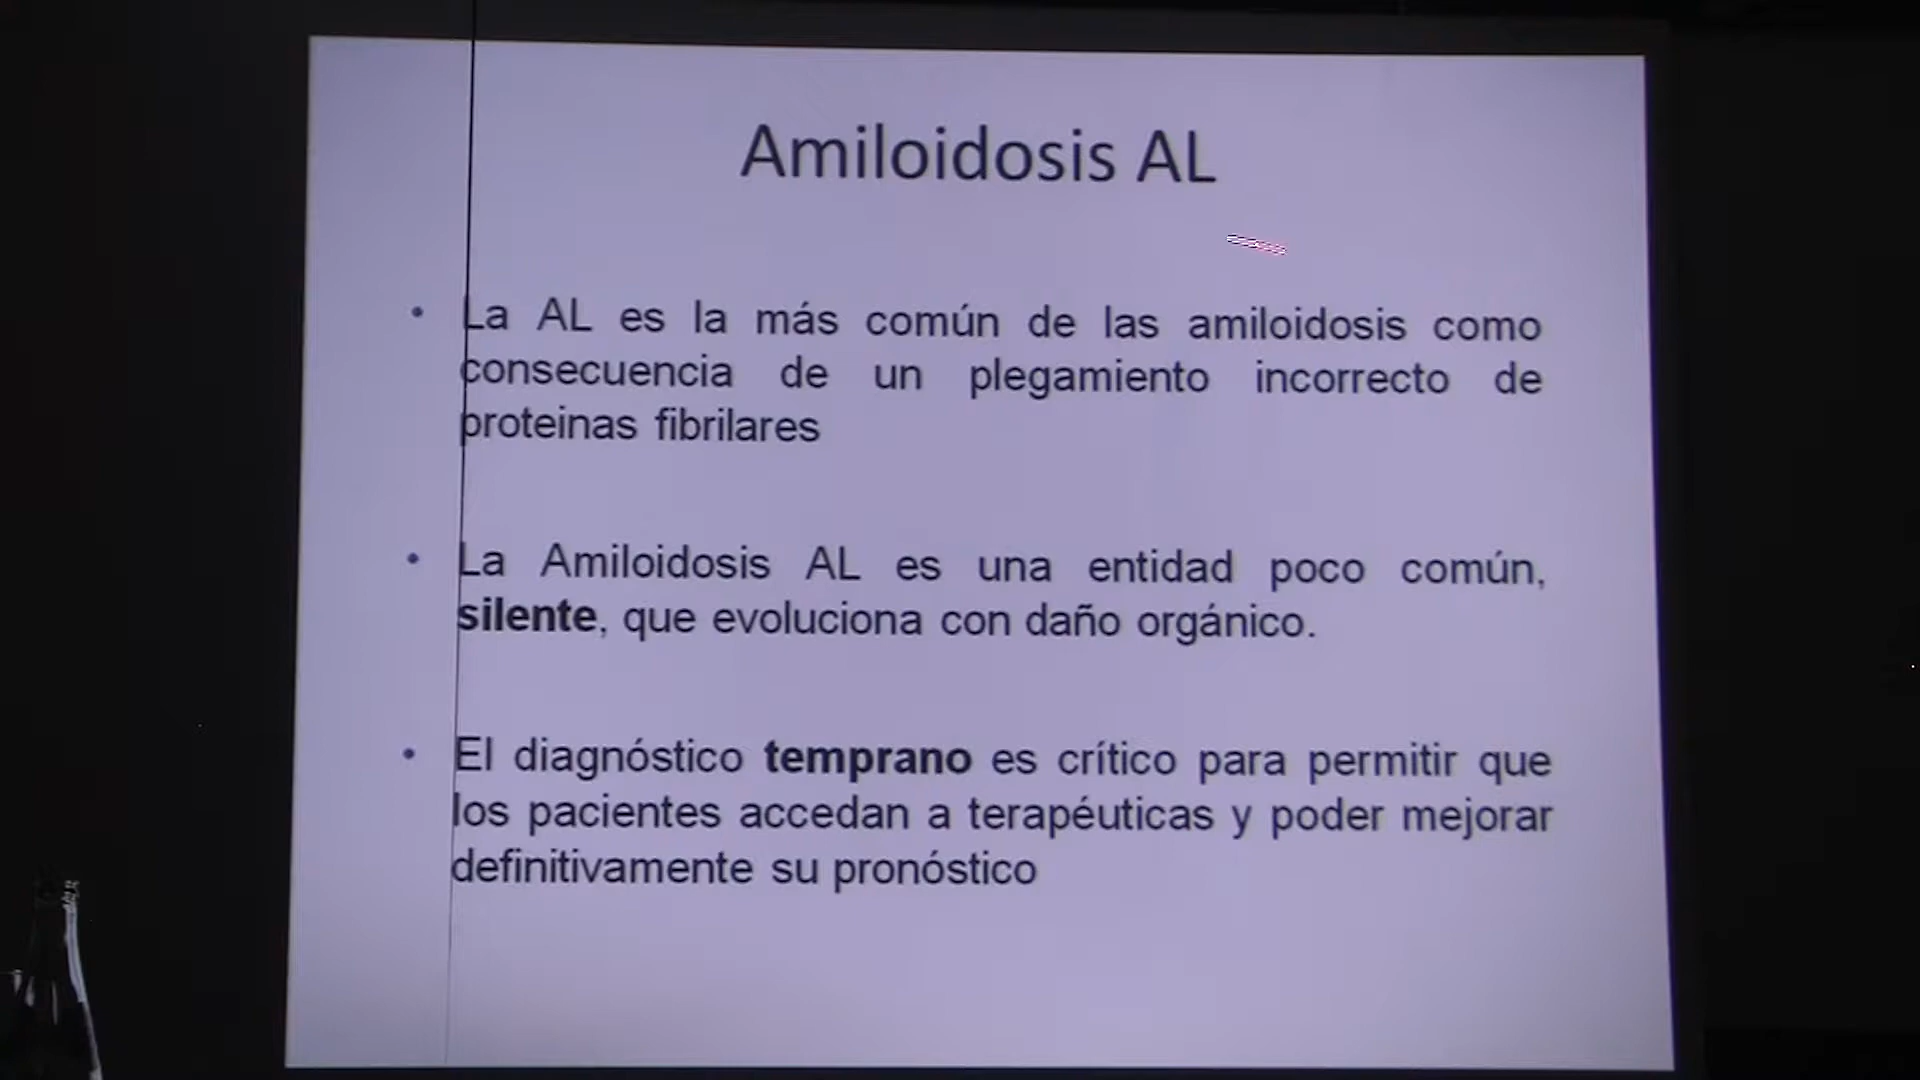 Amiloidosis AL
• La AL es la más común de las amiloidosis como
consecuencia de un plegamiento incorrecto de
proteinas fibrilares
• La Amiloidosis AL es una entidad poco común,
silente, que evoluciona con daño orgánico.
• El diagnóstico temprano es crítico para permitir que
los pacientes accedan a terapéuticas y poder mejorar
definitivamente su pronóstico